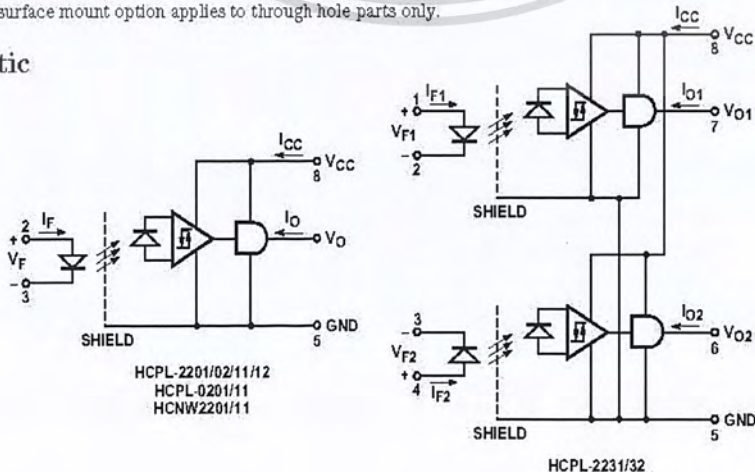 surface mount option applies to through hole parts only.
tic
ICC
8 VCC
IO
VO
2
IF
+
VF
–
3
SHIELD
GND
5
HCPL-2201/02/11/12
HCPL-0201/11
HCNW2201/11
ICC
VCC
8
1
IF1
+
VF1
–
2
IO1
VO1
7
SHIELD
3
–
VF2
+
4
IF2
IO2
VO2
6
SHIELD
GND
5
HCPL-2231/32